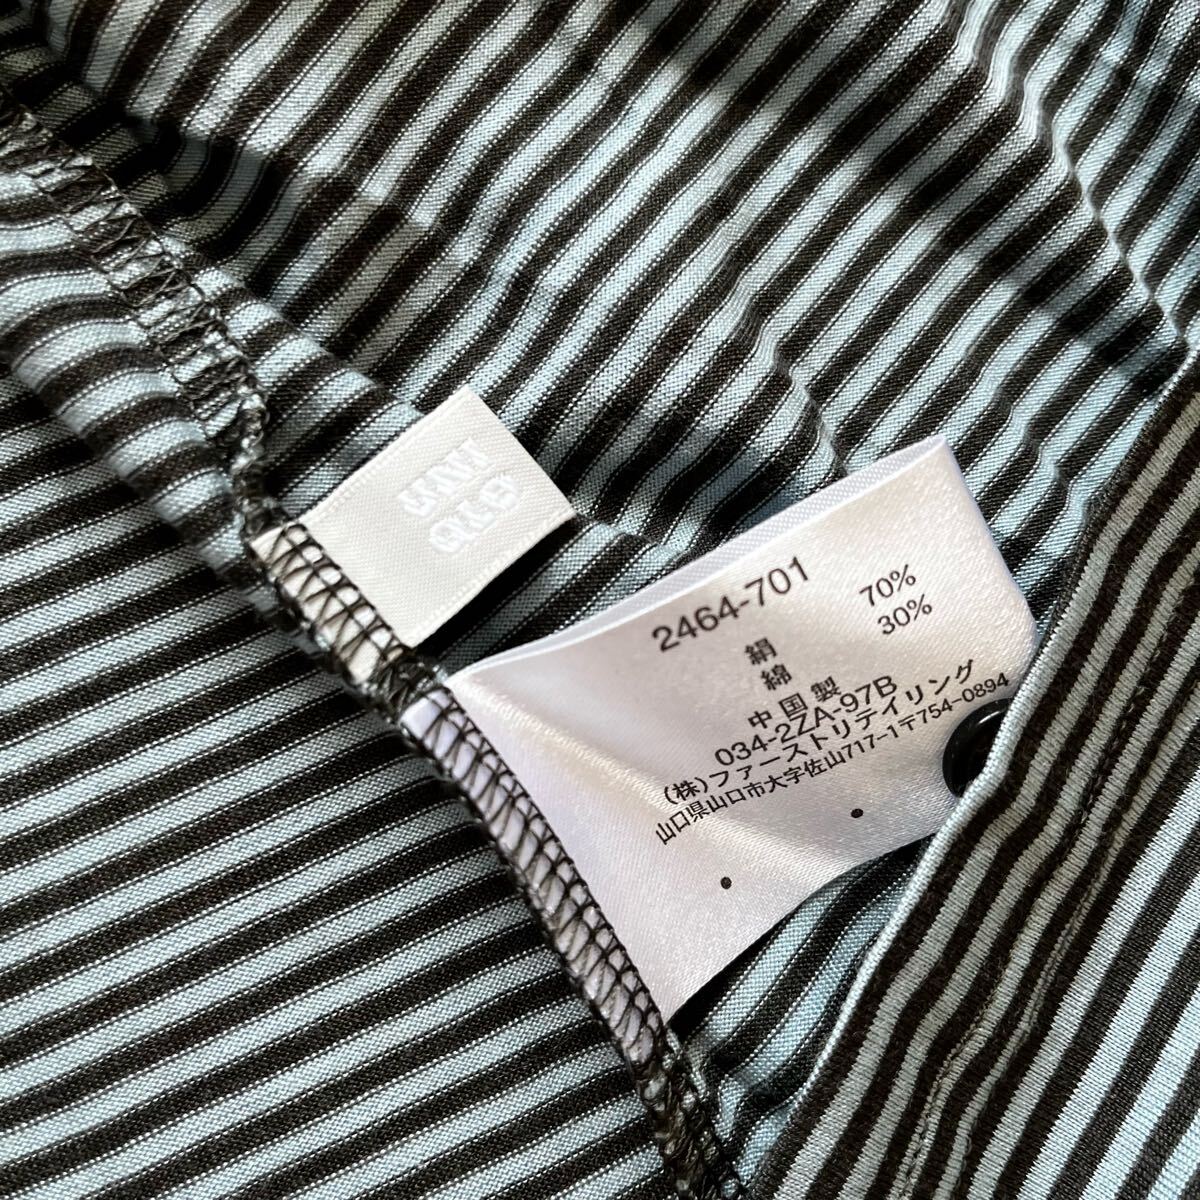 UNI
QLO
2464-701
絹 70%
綿 30%
中国製
034-2ZA-97B
(株)ファーストリテイリング
山口県山口市大字佐山717-1〒754-0894